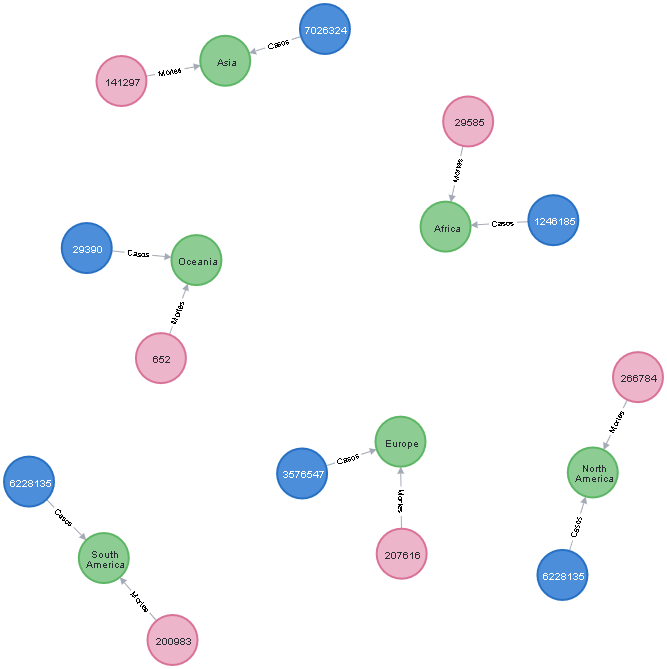 7026324
Casos
Asia
Mortes
141297
29585
Mortes
Africa
Casos
1246185
29390
Casos
Oceania
Mortes
652
266784
Mortes
North
America
Casos
6228135
Europe
Casos
3576547
Mortes
207616
6228135
Casos
South
America
Mortes
200983